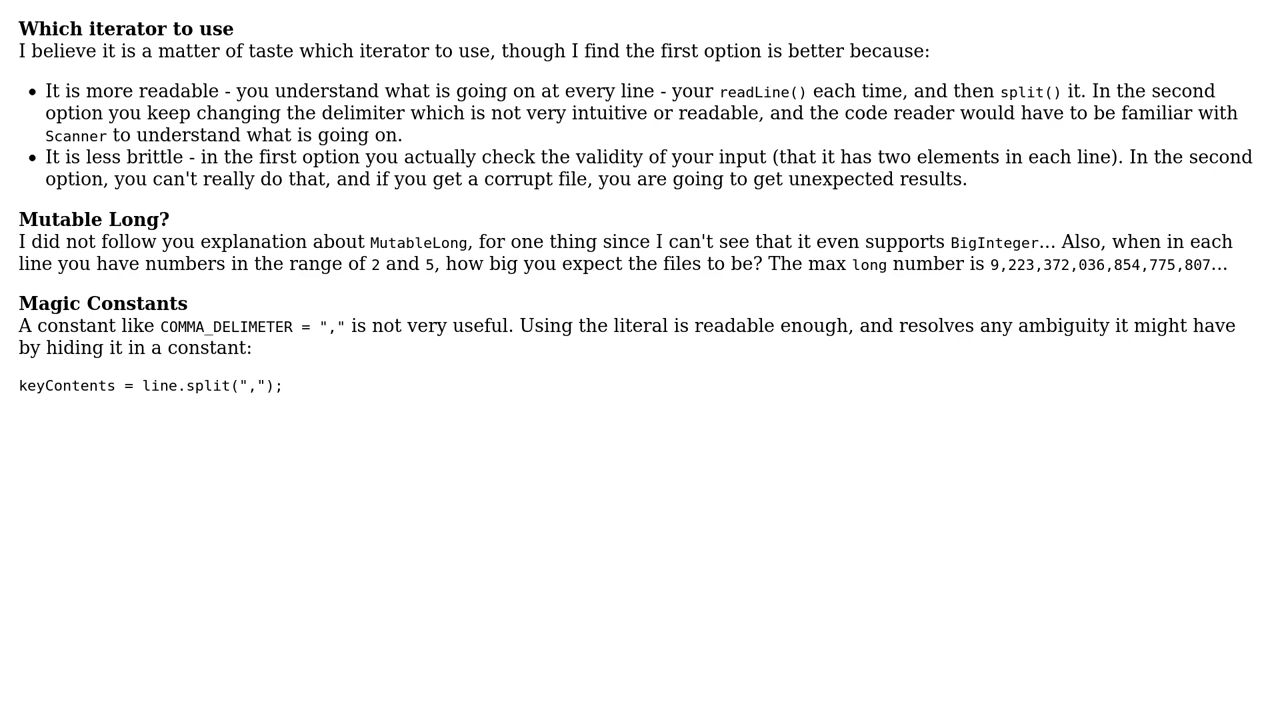 Which iterator to use
I believe it is a matter of taste which iterator to use, though I find the first option is better because:
• It is more readable - you understand what is going on at every line - your readLine() each time, and then split() it. In the second
option you keep changing the delimiter which is not very intuitive or readable, and the code reader would have to be familiar with
Scanner to understand what is going on.
• It is less brittle - in the first option you actually check the validity of your input (that it has two elements in each line). In the second
option, you can't really do that, and if you get a corrupt file, you are going to get unexpected results.
Mutable Long?
I did not follow you explanation about MutableLong, for one thing since I can't see that it even supports BigInteger... Also, when in each
line you have numbers in the range of 2 and 5, how big you expect the files to be? The max long number is 9,223,372,036,854,775,807...
Magic Constants
A constant like COMMA_DELIMETER = "," is not very useful. Using the literal is readable enough, and resolves any ambiguity it might have
by hiding it in a constant:
keyContents = line.split(",");